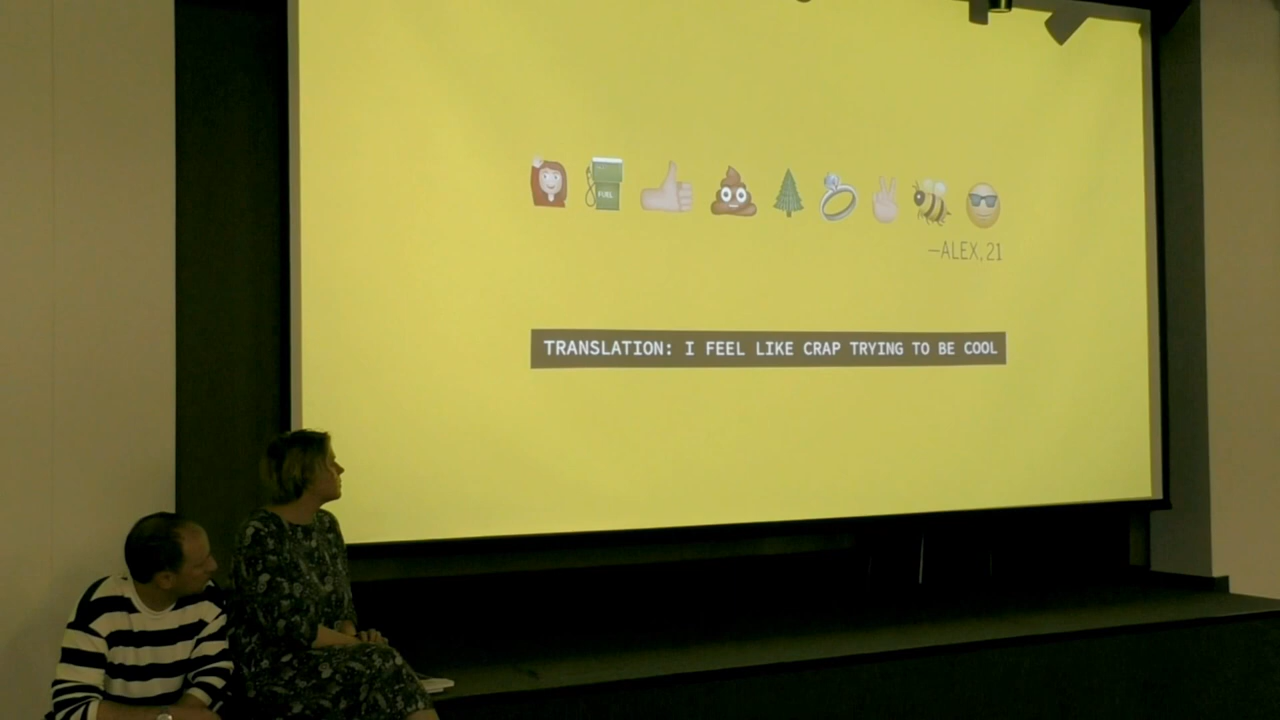 FUEL
—ALEX, 21
TRANSLATION: I FEEL LIKE CRAP TRYING TO BE COOL